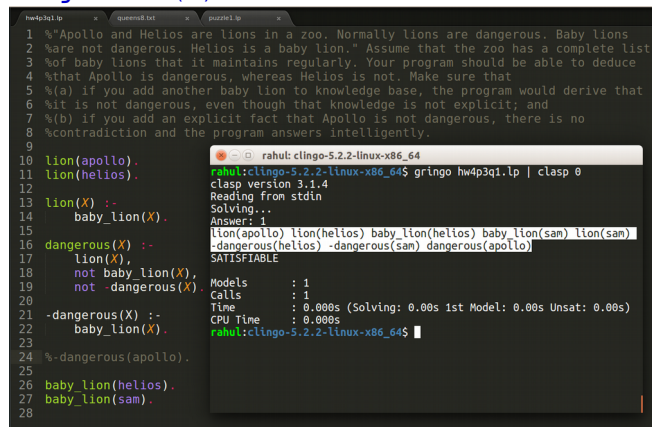 hw4p3q1.lp × queens8.txt × puzzle1.lp ×
1 %"Apollo and Helios are lions in a zoo. Normally lions are dangerous. Baby lions
2 %are not dangerous. Helios is a baby lion." Assume that the zoo has a complete list
3 %of baby lions that it maintains regularly. Your program should be able to deduce
4 %that Apollo is dangerous, whereas Helios is not. Make sure that
5 %(a) if you add another baby lion to knowledge base, the program would derive that
6 %it is not dangerous, even though that knowledge is not explicit; and
7 %(b) if you add an explicit fact that Apollo is not dangerous, there is no
8 %contradiction and the program answers intelligently.
9
10 lion(apollo).
11 lion(helios).
12
13 lion(X) :-
14 baby_lion(X).
15
16 dangerous(X) :-
17 lion(X),
18 not baby_lion(X),
19 not -dangerous(X).
20
21 -dangerous(X) :-
22 baby_lion(X).
23
24 %-dangerous(apollo).
25
26 baby_lion(helios).
27 baby_lion(sam).
28
rahul: clingo-5.2.2-linux-x86_64
rahul:clingo-5.2.2-linux-x86_64$ gringo hw4p3q1.lp | clasp 0
clasp version 3.1.4
Reading from stdin
Solving...
Answer: 1
lion(apollo) lion(helios) baby_lion(helios) baby_lion(sam) lion(sam)
-dangerous(helios) -dangerous(sam) dangerous(apollo)
SATISFIABLE
Models : 1
Calls : 1
Time : 0.000s (Solving: 0.00s 1st Model: 0.00s Unsat: 0.00s)
CPU Time : 0.000s
rahul:clingo-5.2.2-linux-x86_64$